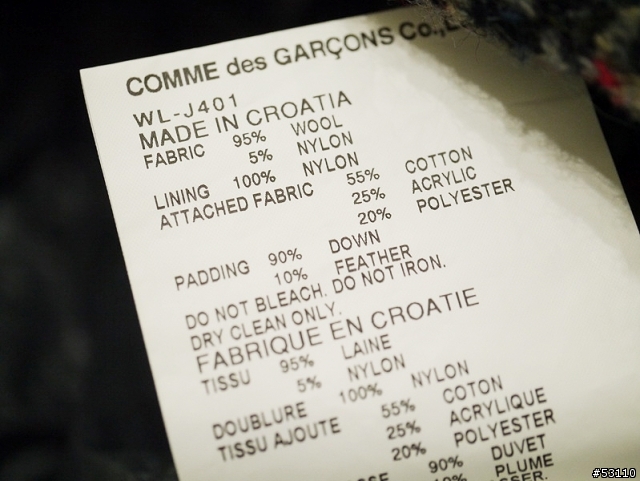 COMME des GARÇONS Co.,
WL-J401
MADE IN CROATIA
FABRIC 95% WOOL
5% NYLON
LINING 100% NYLON
ATTACHED FABRIC 55% COTTON
25% ACRYLIC
20% POLYESTER
PADDING 90% DOWN
10% FEATHER
DO NOT BLEACH. DO NOT IRON.
DRY CLEAN ONLY.
FABRIQUE EN CROATIE
TISSU 95% LAINE
5% NYLON
DOUBLURE 100% NYLON
TISSU AJOUTE 55% COTON
25% ACRYLIQUE
20% POLYESTER
90% DUVET
PLUME
#53110